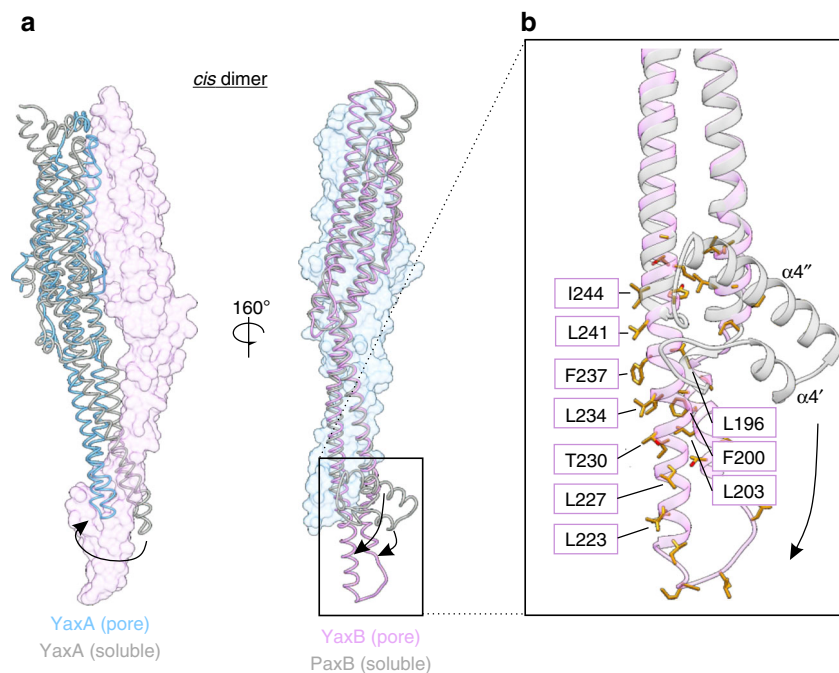 a
b
cis dimer
160°
YaxA (pore)
YaxA (soluble)
YaxB (pore)
PaxB (soluble)
I244
L241
F237
L234
T230
L227
L223
L196
F200
L203
α4″
α4′